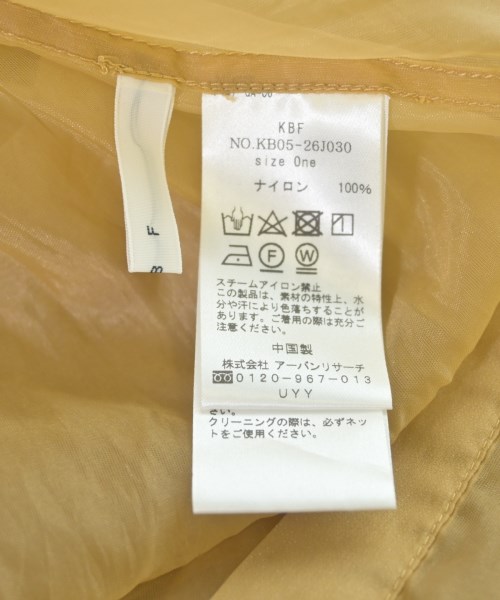 KBF
NO.KB05-26J030
size One
ナイロン 100%
F W
スチームアイロン禁止
この製品は、素材の特性上、水
分や汗により色落ちすることが
あります。ご着用の際は充分ご
注意ください。
中国製
株式会社 アーバンリサーチ
0120-967-013
UYY
さい。
クリーニングの際は、必ずネッ
トをご使用ください。
B F